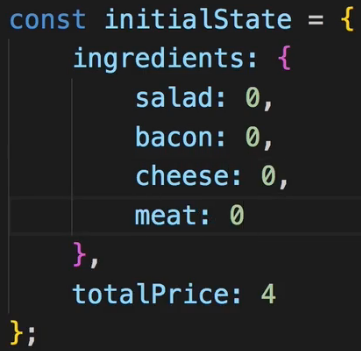 const initialState = {
    ingredients: {
        salad: 0,
        bacon: 0,
        cheese: 0,
        meat: 0
    },
    totalPrice: 4
};